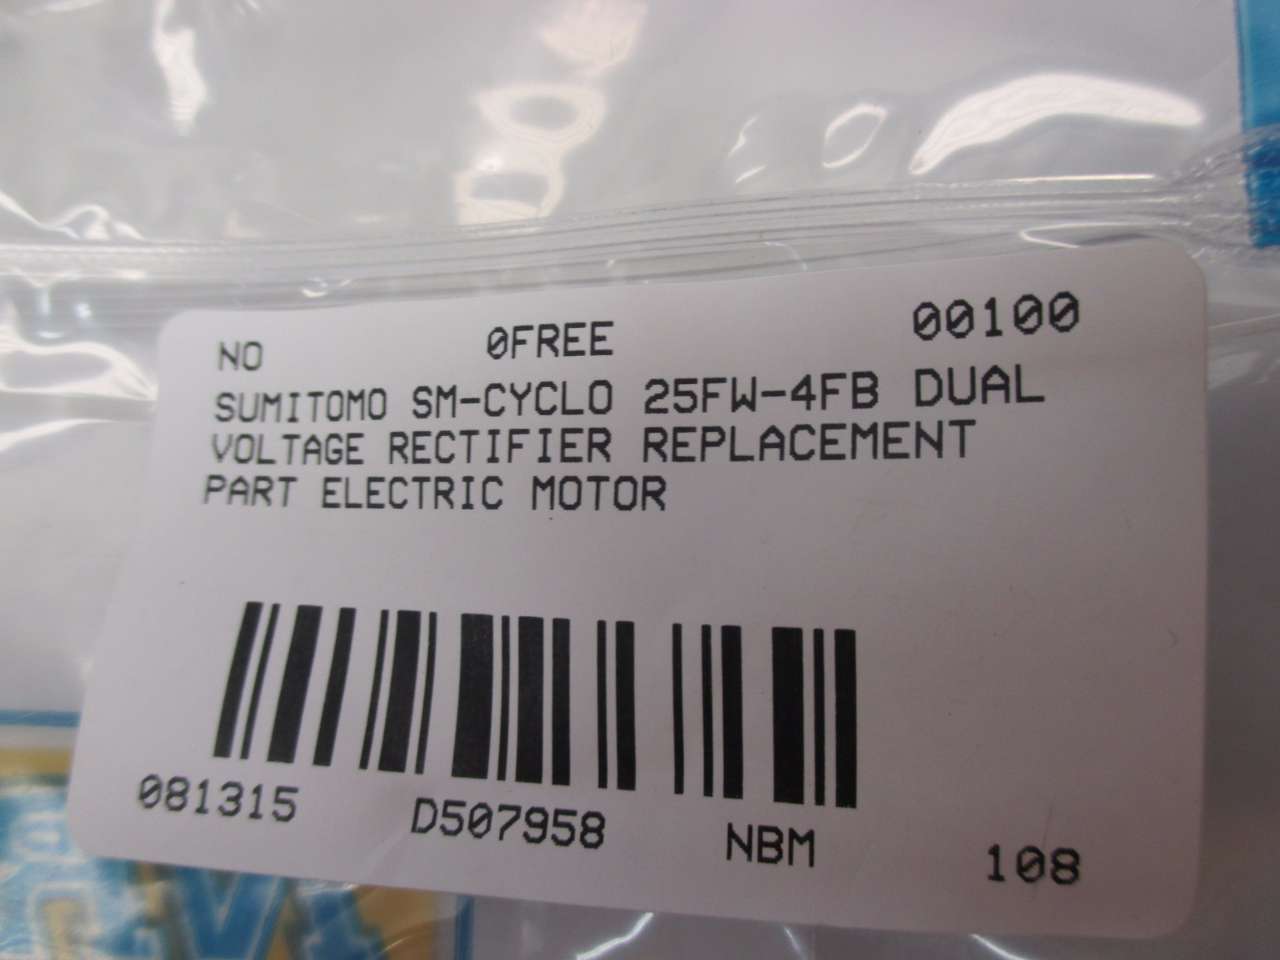 NO 0FREE 00100
SUMITOMO SM-CYCLO 25FW-4FB DUAL
VOLTAGE RECTIFIER REPLACEMENT
PART ELECTRIC MOTOR
081315 D507958 NBM 108